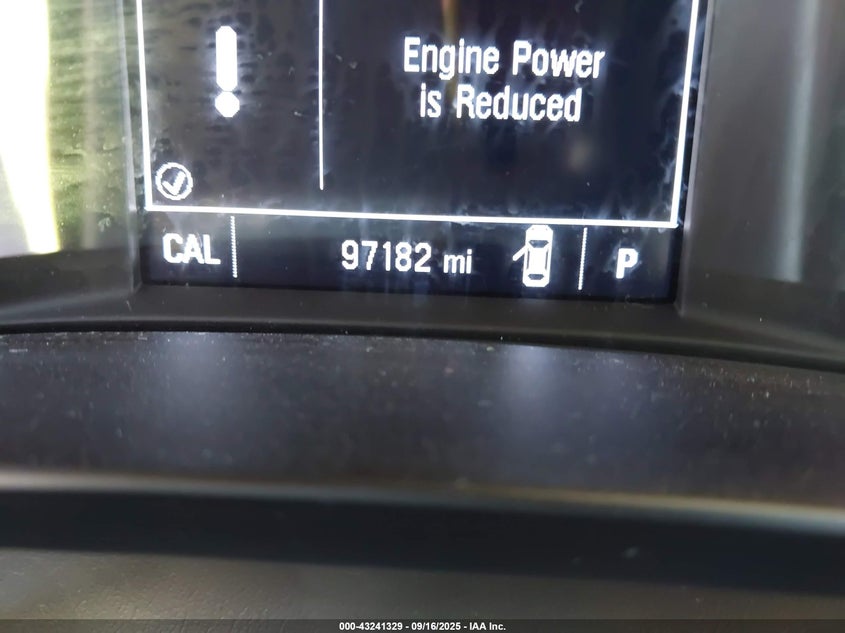 Engine Power
is Reduced
CAL 97182 mi P
000-43241329 - 09/16/2025 - IAA Inc.